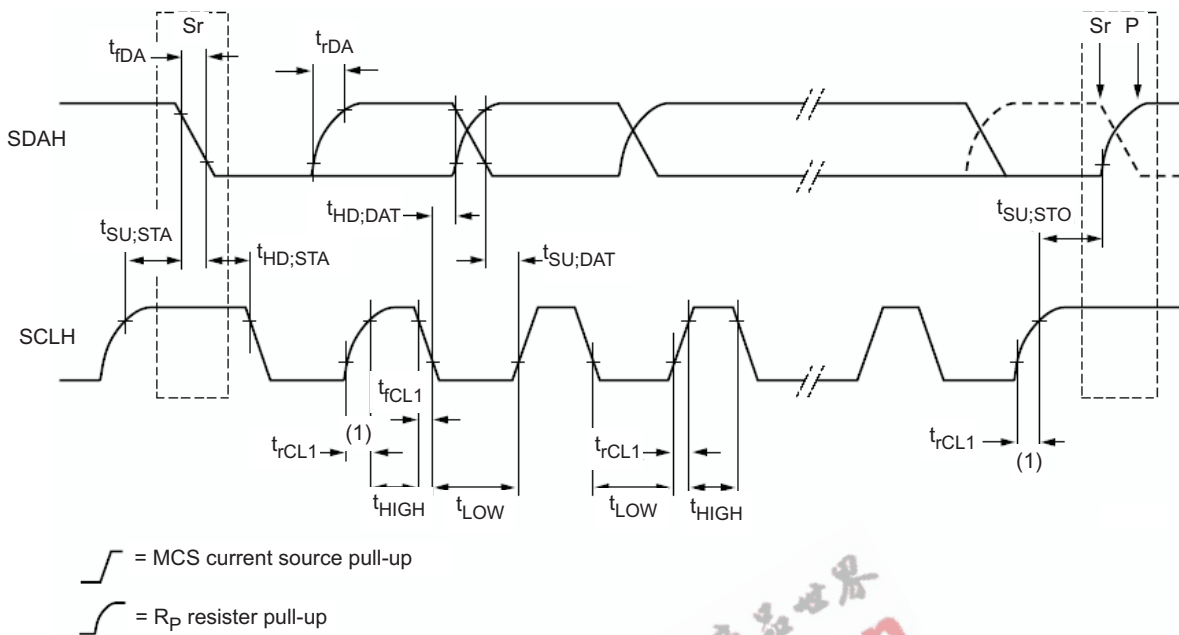 Sr
Sr P
tfDA
trDA
SDAH
tHD;DAT
tSU;STA
tHD;STA
tSU;DAT
tSU;STO
SCLH
tfCL1
(1)
trCL1
trCL1
trCL1
(1)
tHIGH
tLOW
tLOW
tHIGH
= MCS current source pull-up
= RP resister pull-up